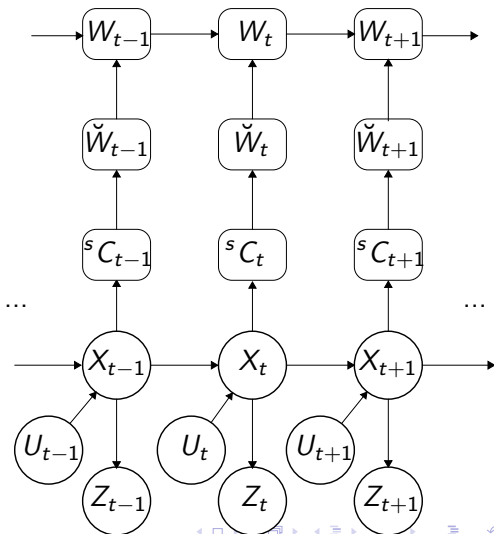 W_{t−1} W_t W_{t+1}
W̆_{t−1} W̆_t W̆_{t+1}
^sC_{t−1} ^sC_t ^sC_{t+1}
... ...
X_{t−1} X_t X_{t+1}
U_{t−1} U_t U_{t+1}
Z_{t−1} Z_t Z_{t+1}